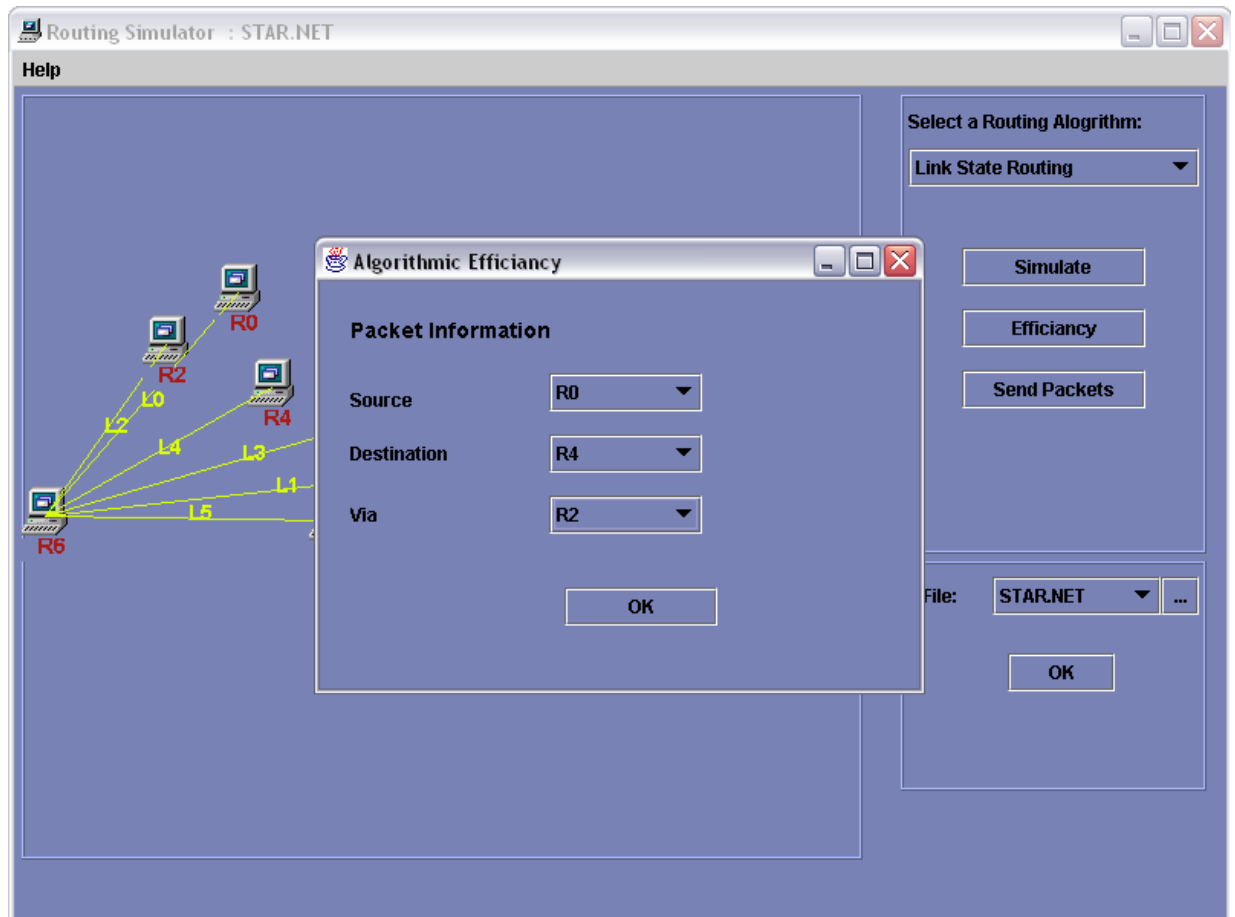 Routing Simulator : STAR.NET
Help
Select a Routing Alogrithm:
Link State Routing
Simulate
Efficiancy
Send Packets
Algorithmic Efficiancy
Packet Information
Source
R0
Destination
R4
Via
R2
OK
R0
R2
R4
L0
L2
L4
L3
L1
L5
R6
File:
STAR.NET
...
OK